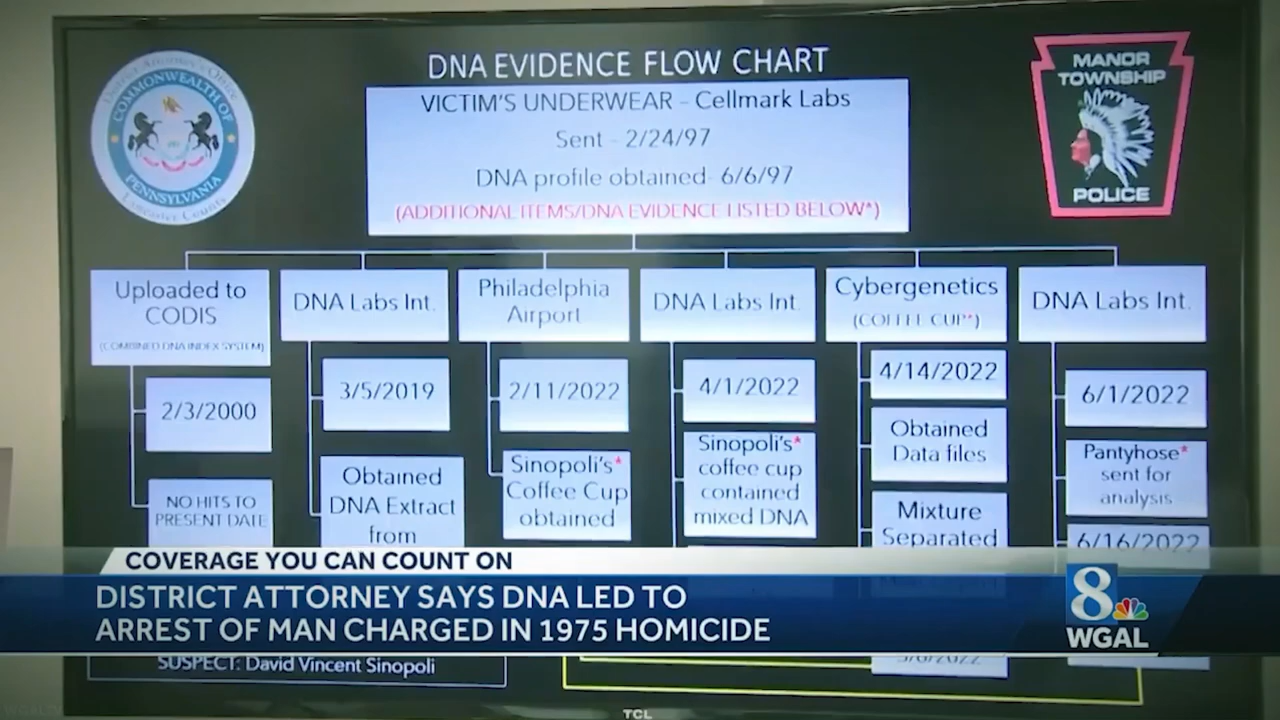 DNA EVIDENCE FLOW CHART
District Attorney's Office
COMMONWEALTH OF
PENNSYLVANIA
Lancaster County
MANOR
TOWNSHIP
POLICE
VICTIM'S UNDERWEAR – Cellmark Labs
Sent - 2/24/97
DNA profile obtained- 6/6/97
(ADDITIONAL ITEMS/DNA EVIDENCE LISTED BELOW*)
Uploaded to
CODIS
(COMBINED DNA INDEX SYSTEM)
2/3/2000
NO HITS TO
PRESENT DATE
DNA Labs Int.
3/5/2019
Obtained
DNA Extract
from
Philadelphia
Airport
2/11/2022
Sinopoli's*
Coffee Cup
obtained
DNA Labs Int.
4/1/2022
Sinopoli's*
coffee cup
contained
mixed DNA
Cybergenetics
(COFFEE CUP**)
4/14/2022
Obtained
Data files
Mixture
Separated
DNA Labs Int.
6/1/2022
Pantyhose*
sent for
analysis
6/16/2022
COVERAGE YOU CAN COUNT ON
DISTRICT ATTORNEY SAYS DNA LED TO
ARREST OF MAN CHARGED IN 1975 HOMICIDE
8
WGAL
SUSPECT: David Vincent Sinopoli
TCL